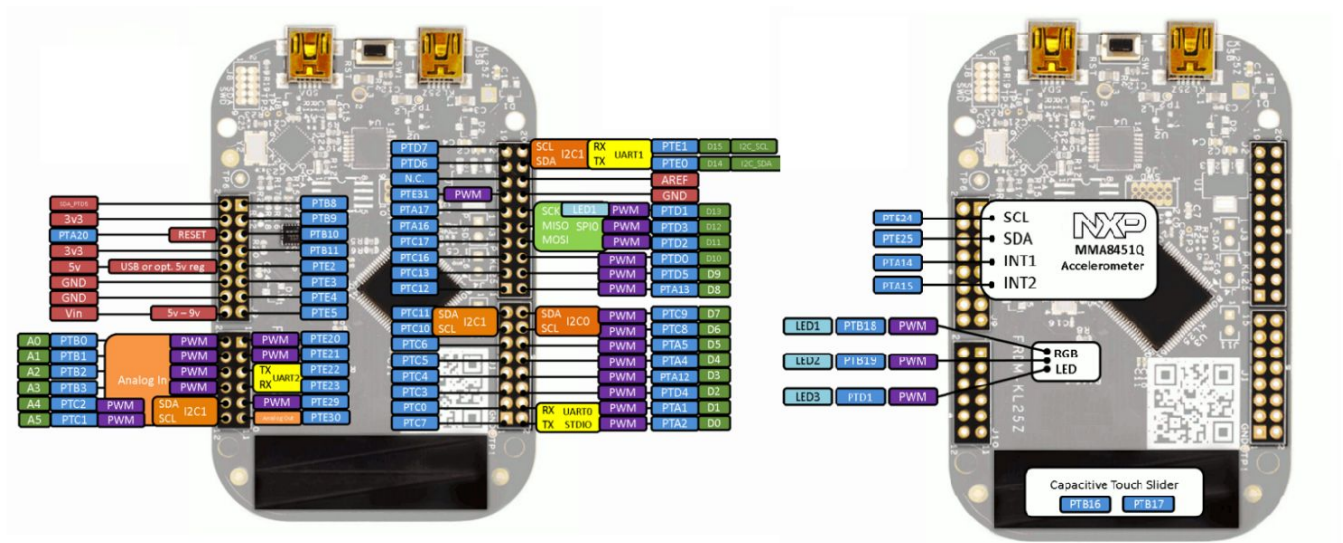 PTD7 SCL I2C1 RX UART1 PTE1 D15 I2C_SCL
PTD6 SDA TX PTE0 D14 I2C_SDA
N.C. AREF
PTE31 PWM GND
PTA17 SCK LED1 PWM PTD1 D13
PTA16 MISO SPI0 PWM PTD3 D12
PTC17 MOSI PWM PTD2 D11
PTC16 PWM PTD0 D10
PTC13 PWM PTD5 D9
PTC12 PWM PTA13 D8
SDA_PTD5 PTB8
3v3 PTB9
PTA20 RESET PTB10
3v3 PTB11
5v USB or opt. 5v reg PTE2
GND PTE3
GND PTE4
Vin 5v – 9v PTE5
PTC11 SDA I2C1 SDA I2C0 PTC9 D7
PTC10 SCL SCL PWM PTC8 D6
PTC6 PWM PTA5 D5
PTC5 PWM PTA4 D4
PTC4 PWM PTA12 D3
PTC3 PWM PTD4 D2
PTC0 RX UART0 PWM PTA1 D1
PTC7 TX STDIO PWM PTA2 D0
A0 PTB0 Analog In PWM PWM PTE20
A1 PTB1 PWM PWM PTE21
A2 PTB2 PWM TX UART2 PTE22
A3 PTB3 PWM RX PTE23
A4 PTC2 PWM SDA I2C1 PWM PTE29
A5 PTC1 PWM SCL Analog Out PTE30
PTE24 SCL
PTE25 SDA
PTA14 INT1
PTA15 INT2
NXP
MMA8451Q
Accelerometer
LED1 PTB18 PWM
LED2 PTB19 PWM
LED3 PTD1 PWM
RGB
LED
FRDM-KL25Z
Capacitive Touch Slider
PTB16 PTB17